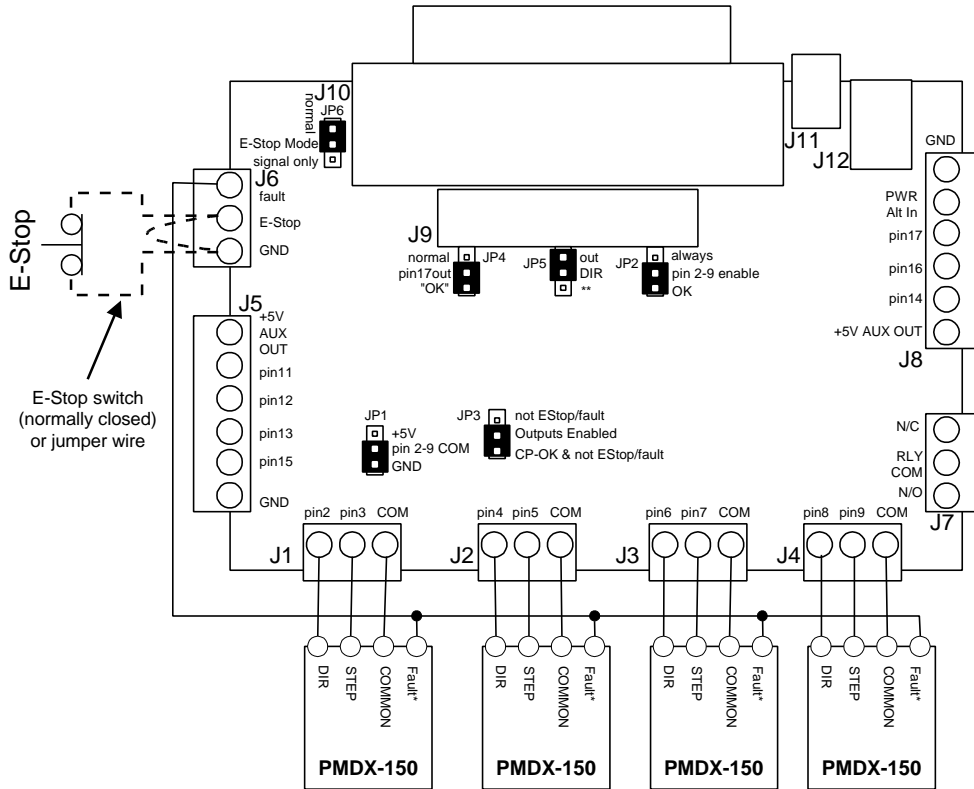 J10
normal
JP6
E-Stop Mode
signal only
J11
J12
J6
fault
E-Stop
GND
E-Stop
E-Stop switch
(normally closed)
or jumper wire
J9
normal
JP4
pin17out
"OK"
JP5
out
DIR
**
JP2
always
pin 2-9 enable
OK
GND
PWR
Alt In
pin17
pin16
pin14
+5V AUX OUT
J8
J5
+5V
AUX
OUT
pin11
pin12
pin13
pin15
GND
JP1
+5V
pin 2-9 COM
GND
JP3
not EStop/fault
Outputs Enabled
CP-OK & not EStop/fault
N/C
RLY
COM
N/O
J7
pin2 pin3 COM
J1
pin4 pin5 COM
J2
pin6 pin7 COM
J3
pin8 pin9 COM
J4
DIR
STEP
COMMON
Fault*
PMDX-150
DIR
STEP
COMMON
Fault*
PMDX-150
DIR
STEP
COMMON
Fault*
PMDX-150
DIR
STEP
COMMON
Fault*
PMDX-150